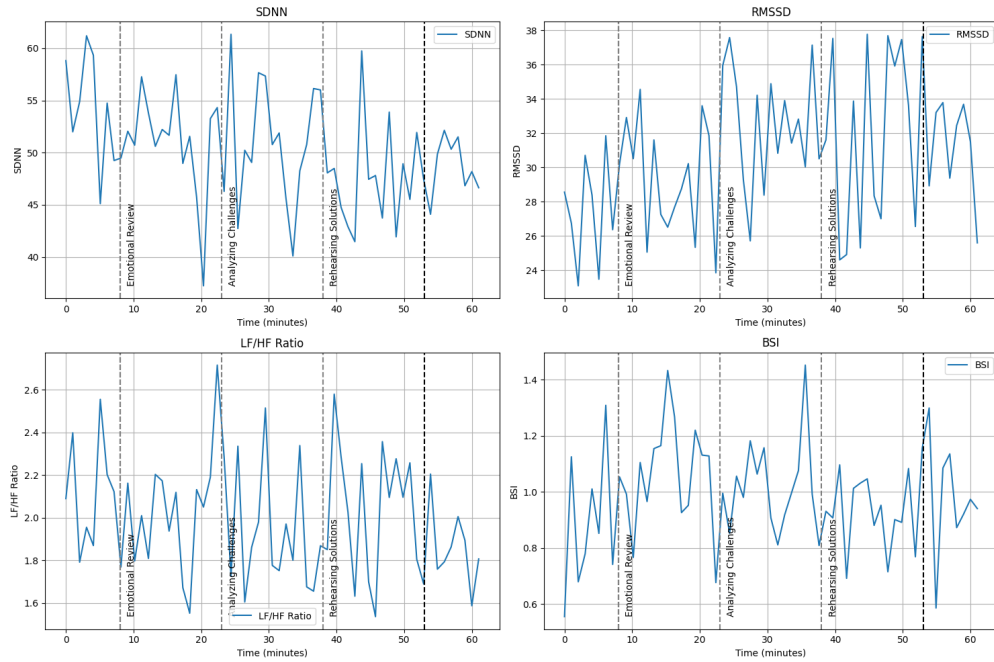 SDNN
SDNN
SDNN
60
55
50
45
40
Emotional Review
Analyzing Challenges
Rehearsing Solutions
0
10
20
30
40
50
60
Time (minutes)
RMSSD
RMSSD
RMSSD
38
36
34
32
30
28
26
24
Emotional Review
Analyzing Challenges
Rehearsing Solutions
0
10
20
30
40
50
60
Time (minutes)
LF/HF Ratio
LF/HF Ratio
2.6
2.4
2.2
2.0
1.8
1.6
Emotional Review
Analyzing Challenges
Rehearsing Solutions
LF/HF Ratio
0
10
20
30
40
50
60
Time (minutes)
BSI
BSI
BSI
1.4
1.2
1.0
0.8
0.6
Emotional Review
Analyzing Challenges
Rehearsing Solutions
0
10
20
30
40
50
60
Time (minutes)